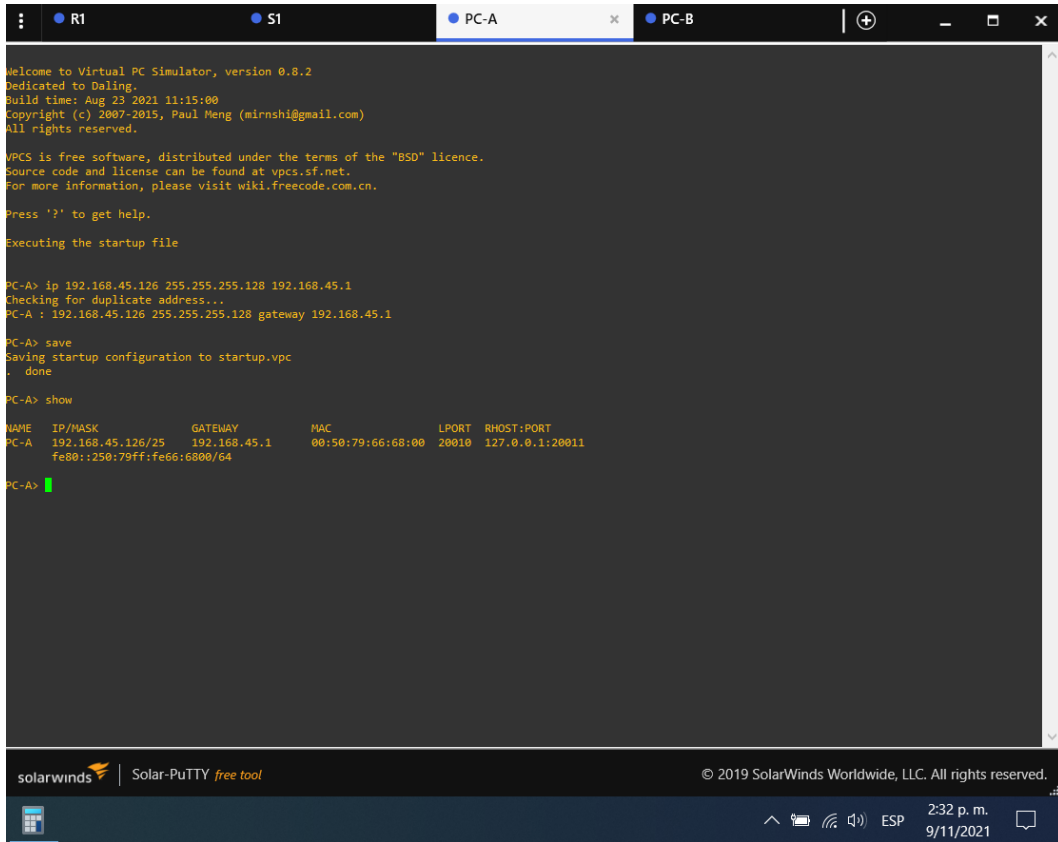 R1 S1 PC-A × PC-B
Welcome to Virtual PC Simulator, version 0.8.2
Dedicated to Daling.
Build time: Aug 23 2021 11:15:00
Copyright (c) 2007-2015, Paul Meng (mirnshi@gmail.com)
All rights reserved.
VPCS is free software, distributed under the terms of the "BSD" licence.
Source code and license can be found at vpcs.sf.net.
For more information, please visit wiki.freecode.com.cn.
Press '?' to get help.
Executing the startup file
PC-A> ip 192.168.45.126 255.255.255.128 192.168.45.1
Checking for duplicate address...
PC-A : 192.168.45.126 255.255.255.128 gateway 192.168.45.1
PC-A> save
Saving startup configuration to startup.vpc
. done
PC-A> show
NAME IP/MASK GATEWAY MAC LPORT RHOST:PORT
PC-A 192.168.45.126/25 192.168.45.1 00:50:79:66:68:00 20010 127.0.0.1:20011
fe80::250:79ff:fe66:6800/64
PC-A>
solarwinds Solar-PuTTY free tool © 2019 SolarWinds Worldwide, LLC. All rights reserved.
ESP 2:32 p. m.
9/11/2021